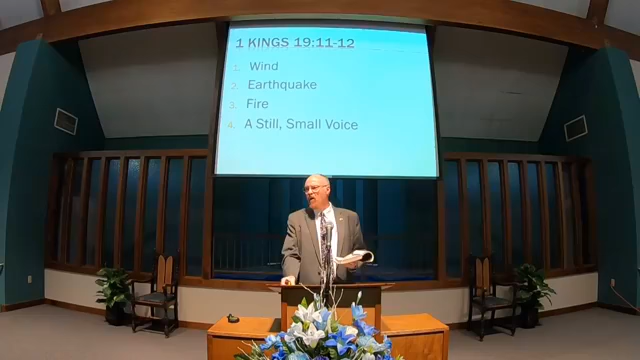 1 KINGS 19:11-12
1. Wind
2. Earthquake
3. Fire
4. A Still, Small Voice